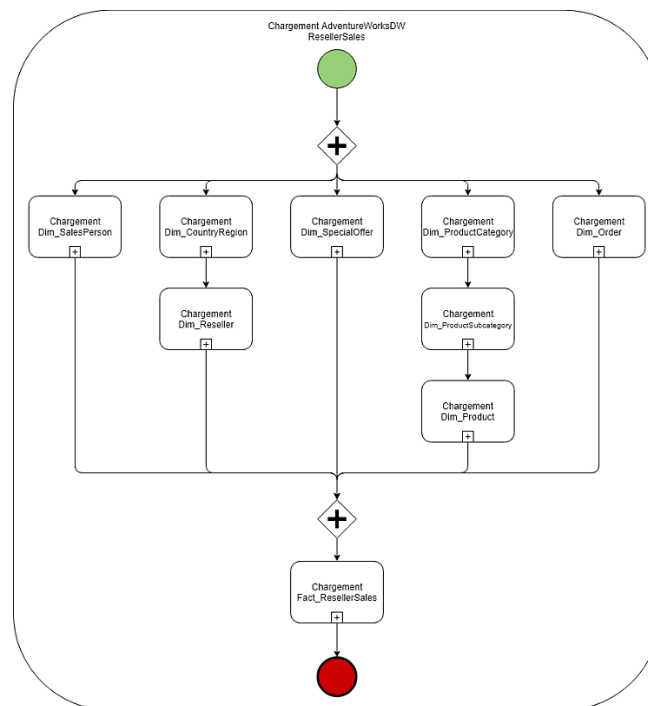 Chargement AdventureWorksDW
ResellerSales
Chargement
Dim_SalesPerson
Chargement
Dim_CountryRegion
Chargement
Dim_SpecialOffer
Chargement
Dim_ProductCategory
Chargement
Dim_Order
Chargement
Dim_Reseller
Chargement
Dim_ProductSubcategory
Chargement
Dim_Product
Chargement
Fact_ResellerSales